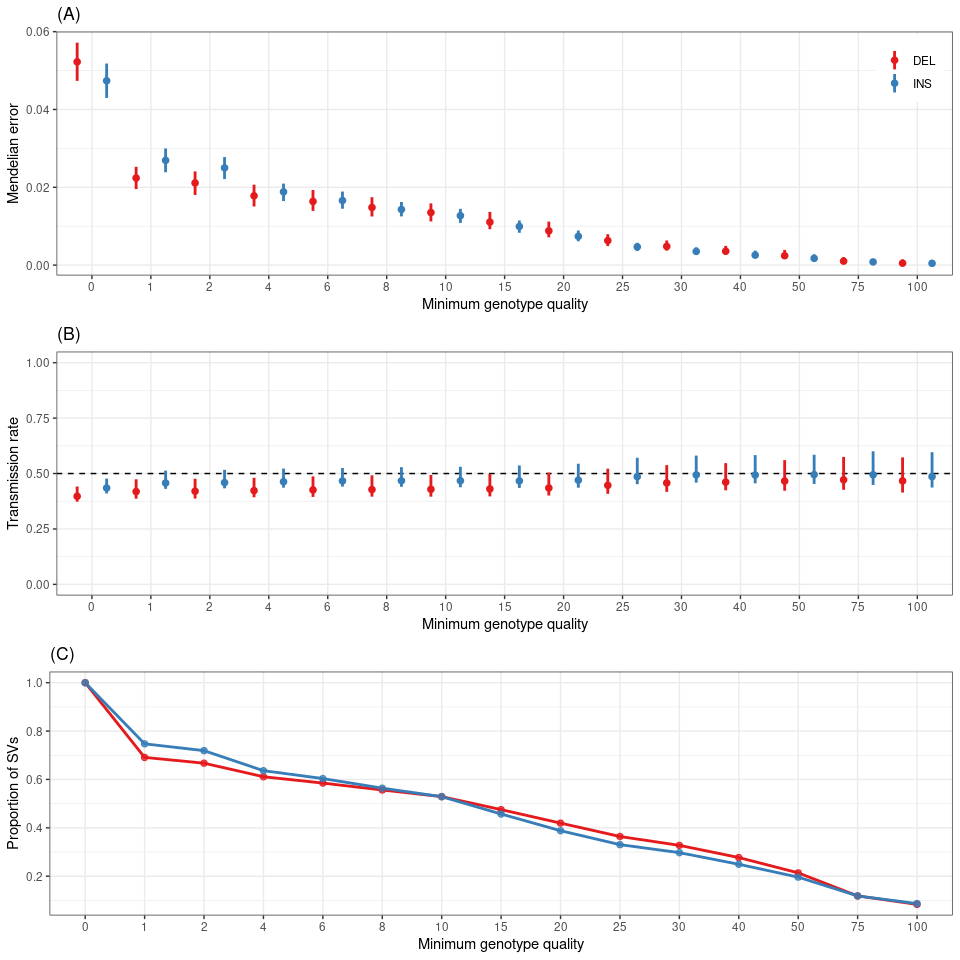 (A)
Mendelian error
0.06
0.04
0.02
0.00
DEL
INS
0 1 2 4 6 8 10 15 20 25 30 40 50 75 100
Minimum genotype quality
(B)
Transmission rate
1.00
0.75
0.50
0.25
0.00
0 1 2 4 6 8 10 15 20 25 30 40 50 75 100
Minimum genotype quality
(C)
Proportion of SVs
1.0
0.8
0.6
0.4
0.2
0 1 2 4 6 8 10 15 20 25 30 40 50 75 100
Minimum genotype quality